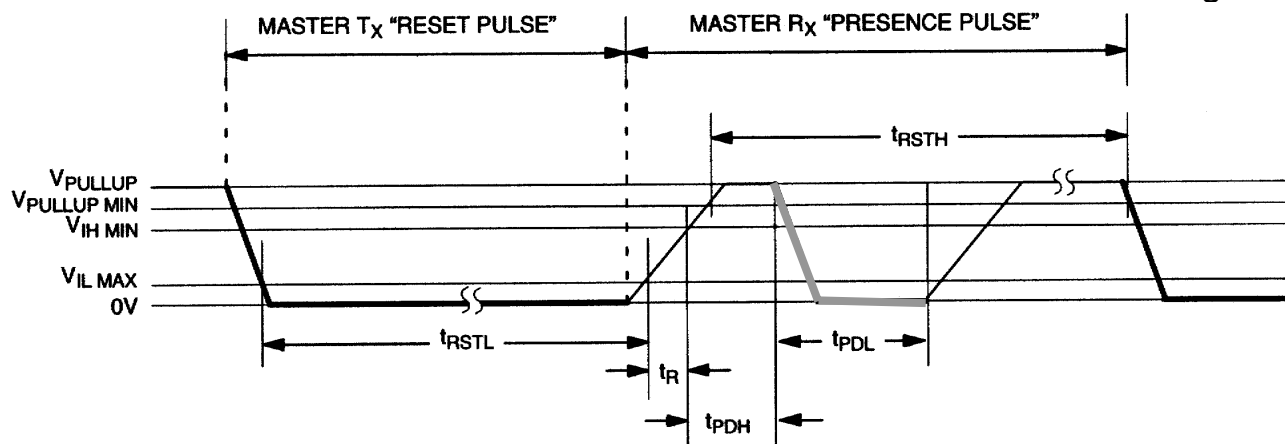 MASTER TX “RESET PULSE”
MASTER RX “PRESENCE PULSE”
tRSTH
VPULLUP
VPULLUP MIN
VIH MIN
VIL MAX
0V
tRSTL
tPDL
tR
tPDH